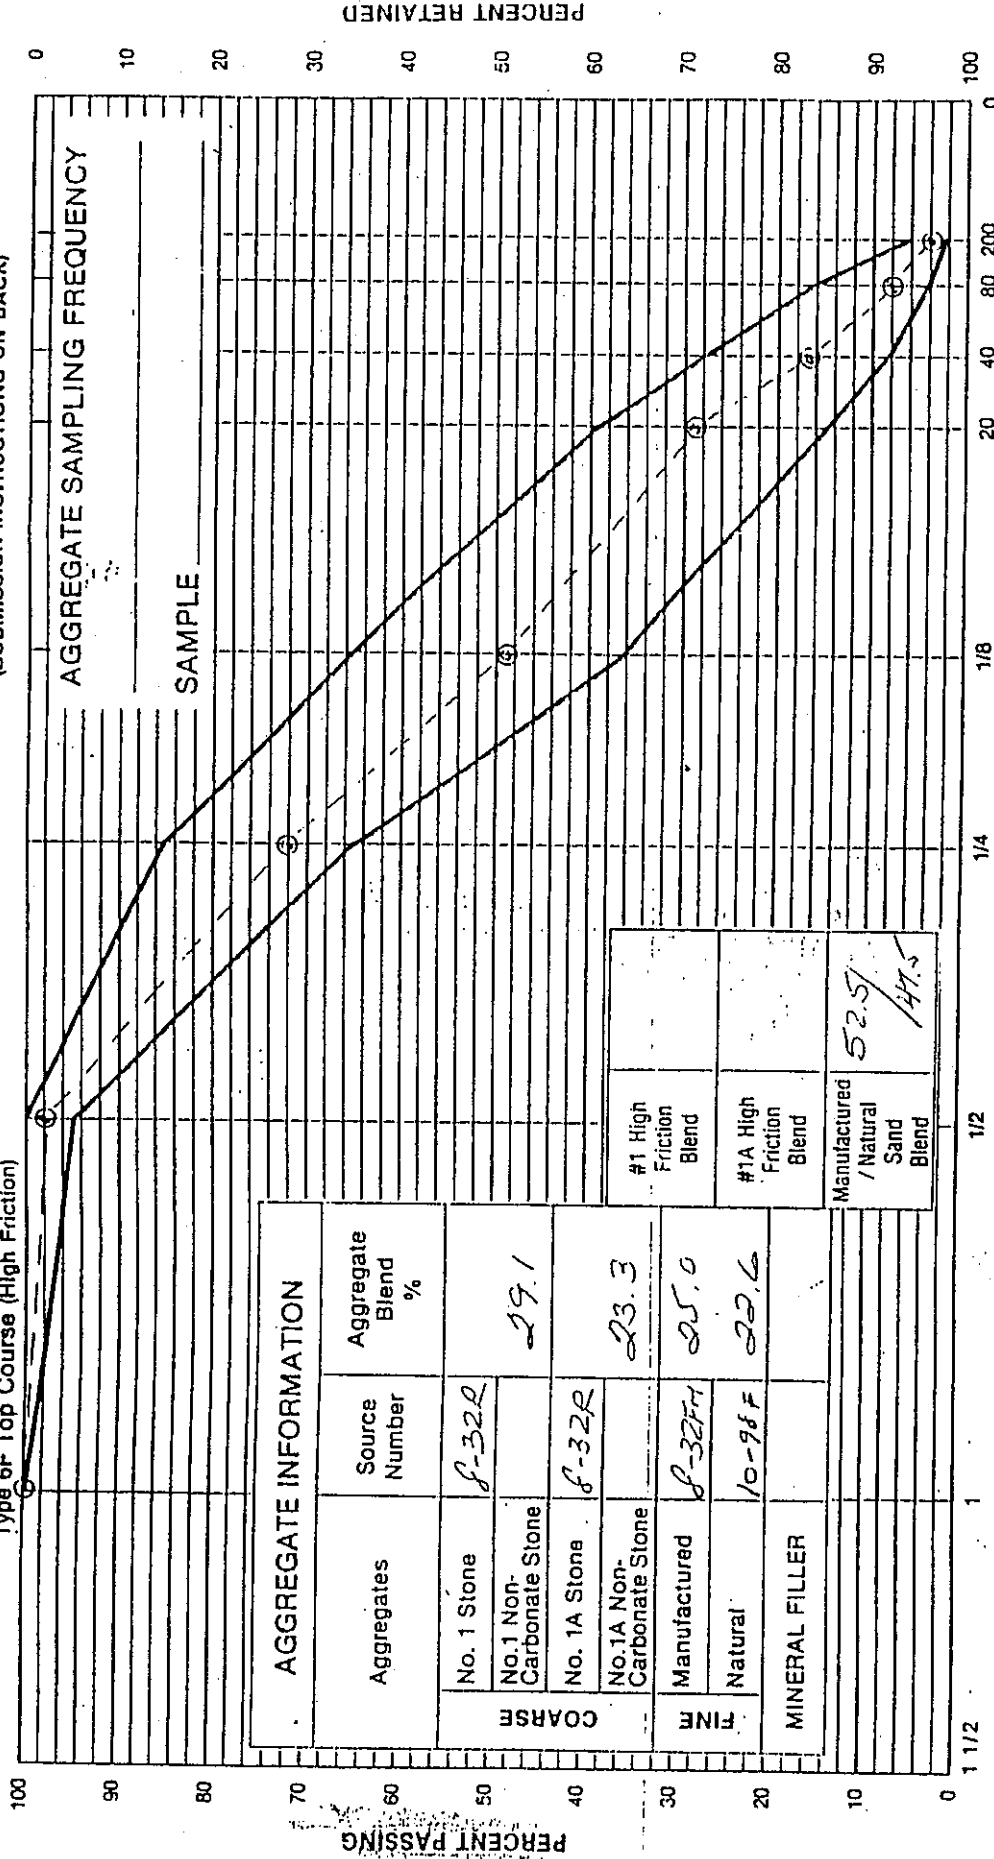 Type 6F Top Course (High Friction)
(SUBMISSION INSTRUCTIONS ON BACK)
AGGREGATE SAMPLING FREQUENCY
SAMPLE
PERCENT PASSING
100
90
80
70
60
50
40
30
20
10
0
PERCENT RETAINED
0
10
20
30
40
50
60
70
80
90
100
1 1/2
1
1/2
1/4
1/8
20
40
80
200
0
AGGREGATE INFORMATION
Aggregates
Source
Number
Aggregate
Blend
%
COARSE
No. 1 Stone
8-32R
No.1 Non-
Carbonate Stone
29.1
No. 1A Stone
8-32R
No.1A Non-
Carbonate Stone
23.3
FINE
Manufactured
8-32FM
25.0
Natural
10-98F
22.6
MINERAL FILLER
#1 High
Friction
Blend
#1A High
Friction
Blend
Manufactured
/ Natural
Sand
Blend
52.5/
/47.5